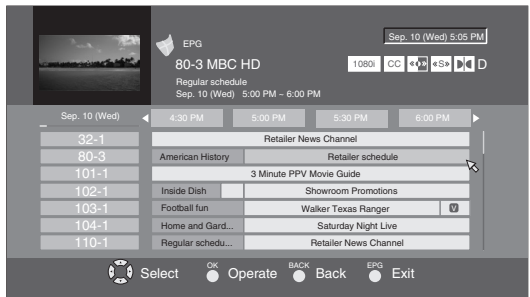 Sep. 10 (Wed) 5:05 PM
EPG
80-3 MBC HD
1080i CC «S» D
Regular schedule
Sep. 10 (Wed) 5:00 PM ~ 6:00 PM
Sep. 10 (Wed) 4:30 PM 5:00 PM 5:30 PM 6:00 PM
32-1 Retailer News Channel
80-3 American History Retailer schedule
101-1 3 Minute PPV Movie Guide
102-1 Inside Dish Showroom Promotions
103-1 Football fun Walker Texas Ranger V
104-1 Home and Gard... Saturday Night Live
110-1 Regular schedu... Retailer News Channel
Select OK Operate BACK Back EPG Exit